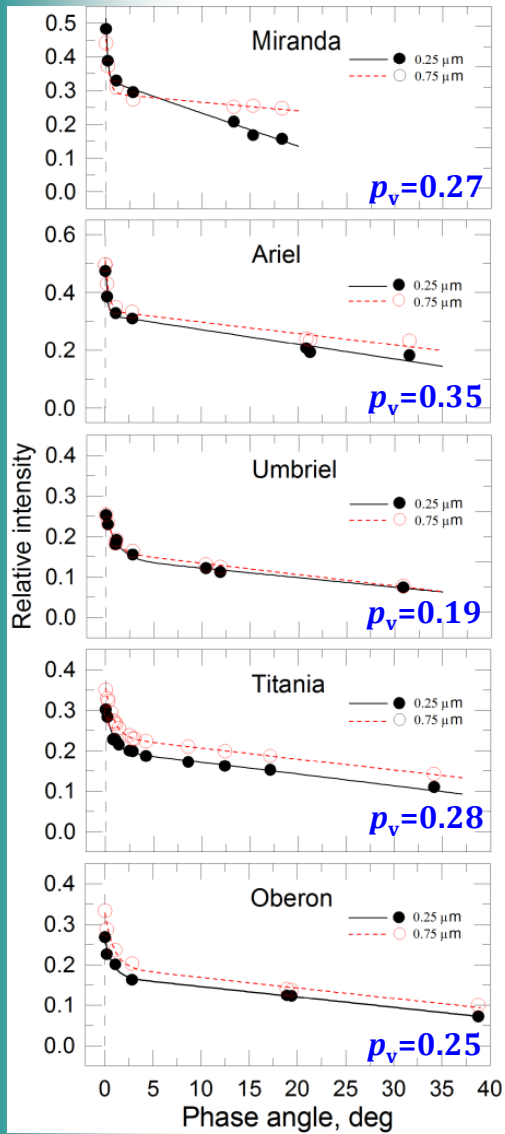 0.5
Miranda
0.25 μm
0.4
0.75 μm
0.3
0.2
0.1
0.0
p_v=0.27
0.6
Ariel
0.25 μm
0.75 μm
0.4
0.2
0.0
p_v=0.35
0.4
Umbriel
0.25 μm
0.75 μm
0.3
0.2
0.1
0.0
p_v=0.19
Relative intensity
0.4
Titania
0.25 μm
0.75 μm
0.3
0.2
0.1
0.0
p_v=0.28
0.4
Oberon
0.25 μm
0.75 μm
0.3
0.2
0.1
0.0
p_v=0.25
0 5 10 15 20 25 30 35 40
Phase angle, deg